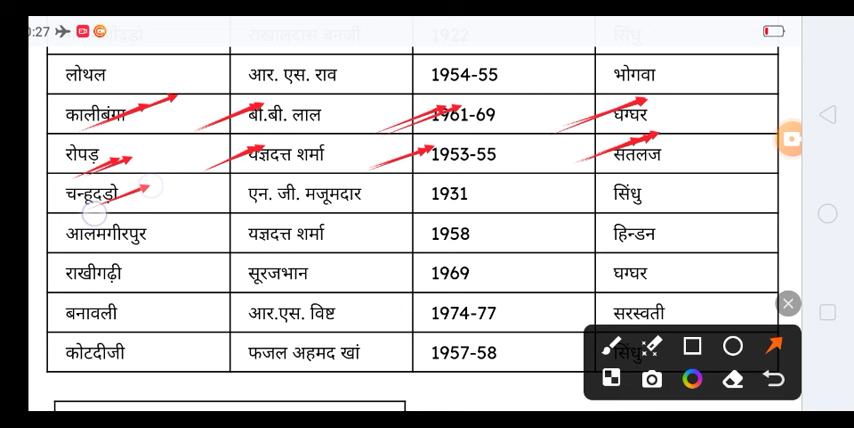 :27
1922 सिंधु
लोथल आर. एस. राव 1954-55 भोगवा
कालीबंगा बी.बी. लाल 1961-69 घग्घर
रोपड़ यज्ञदत्त शर्मा 1953-55 सतलज
चन्हूदड़ो एन. जी. मजूमदार 1931 सिंधु
आलमगीरपुर यज्ञदत्त शर्मा 1958 हिन्डन
राखीगढ़ी सूरजभान 1969 घग्घर
बनावली आर.एस. विष्ट 1974-77 सरस्वती
कोटदीजी फजल अहमद खां 1957-58 सिंधु